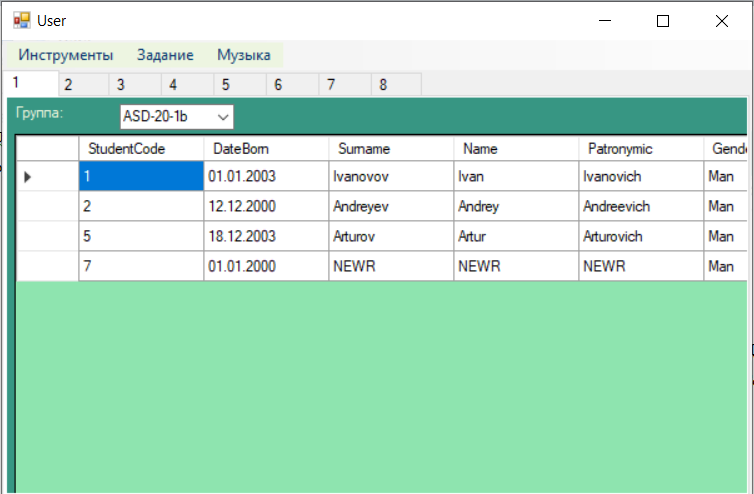 User
Инструменты Задание Музыка
1 2 3 4 5 6 7 8
Группа: ASD-20-1b
StudentCode DateBorn Surname Name Patronymic Gende
1 01.01.2003 Ivanovov Ivan Ivanovich Man
2 12.12.2000 Andreyev Andrey Andreevich Man
5 18.12.2003 Arturov Artur Arturovich Man
7 01.01.2000 NEWR NEWR NEWR Man